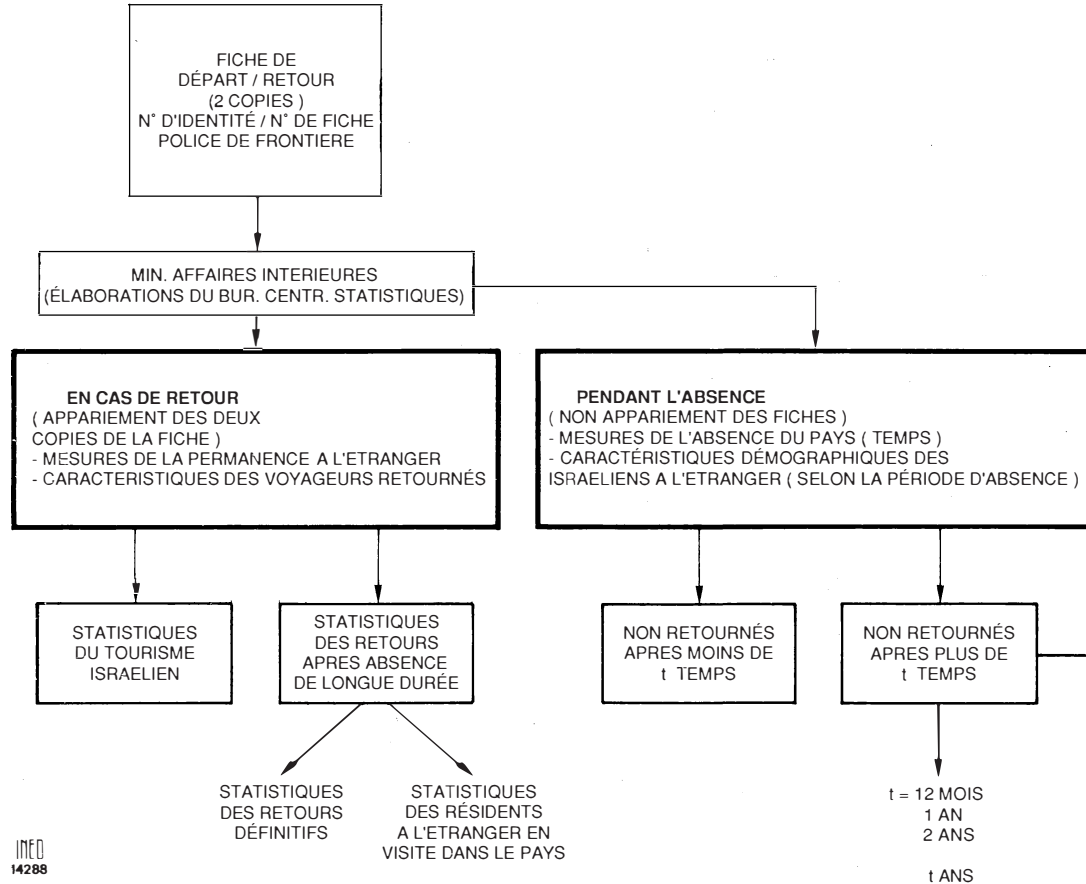 FICHE DE
DÉPART / RETOUR
(2 COPIES )
N° D'IDENTITÉ / N° DE FICHE
POLICE DE FRONTIERE
MIN. AFFAIRES INTERIEURES
(ÉLABORATIONS DU BUR. CENTR. STATISTIQUES)
EN CAS DE RETOUR
( APPARIEMENT DES DEUX
COPIES DE LA FICHE )
- MESURES DE LA PERMANENCE A L'ETRANGER
- CARACTERISTIQUES DES VOYAGEURS RETOURNÉS
PENDANT L'ABSENCE
( NON APPARIEMENT DES FICHES )
- MESURES DE L'ABSENCE DU PAYS ( TEMPS )
- CARACTÉRISTIQUES DÉMOGRAPHIQUES DES
ISRAELIENS A L'ETRANGER ( SELON LA PÉRIODE D'ABSENCE )
STATISTIQUES
DU TOURISME
ISRAELIEN
STATISTIQUES
DES RETOURS
APRES ABSENCE
DE LONGUE DURÉE
NON RETOURNÉS
APRES MOINS DE
t TEMPS
NON RETOURNÉS
APRES PLUS DE
t TEMPS
STATISTIQUES
DES RETOURS
DÉFINITIFS
STATISTIQUES
DES RÉSIDENTS
A L'ETRANGER EN
VISITE DANS LE PAYS
t = 12 MOIS
1 AN
2 ANS
t ANS
INED
14288